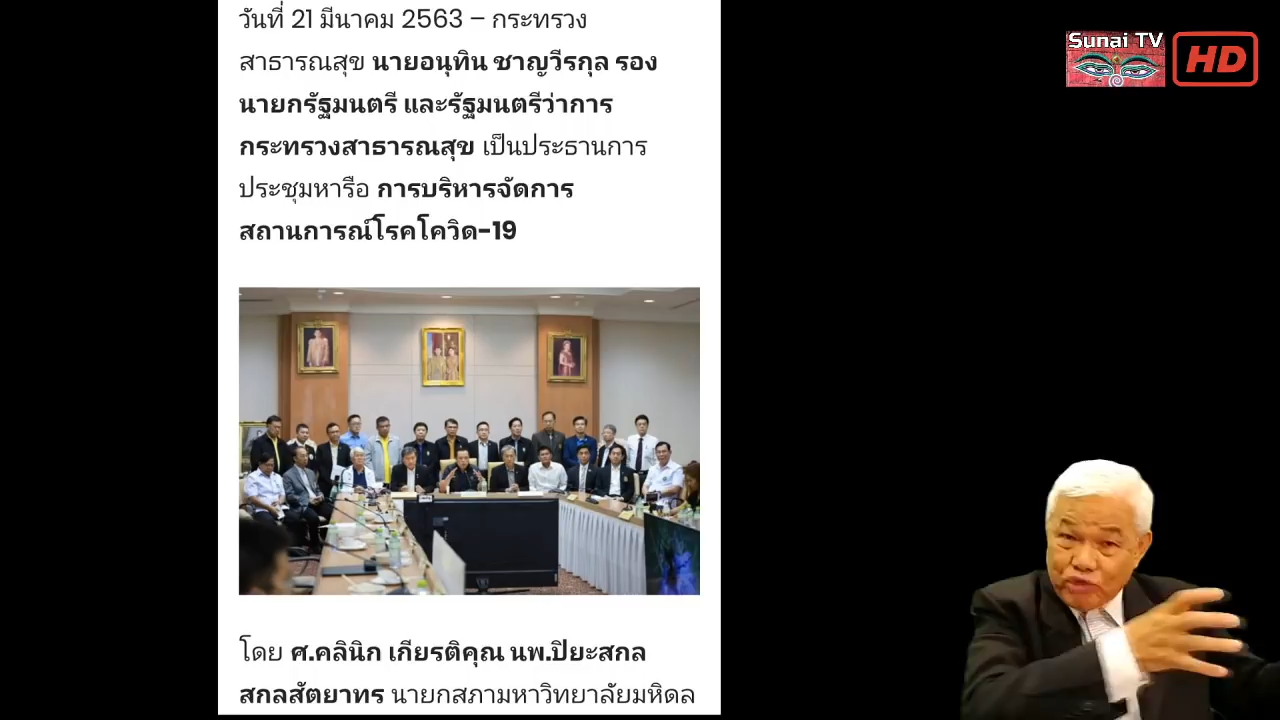 วันที่ 21 มีนาคม 2563 – กระทรวง
สาธารณสุข นายอนุทิน ชาญวีรกุล รอง
นายกรัฐมนตรี และรัฐมนตรีว่าการ
กระทรวงสาธารณสุข เป็นประธานการ
ประชุมหารือ การบริหารจัดการ
สถานการณ์โรคโควิด-19
โดย ศ.คลินิก เกียรติคุณ นพ.ปิยะสกล
สกลสัตยาทร นายกสภามหาวิทยาลัยมหิดล
Sunai TV
HD